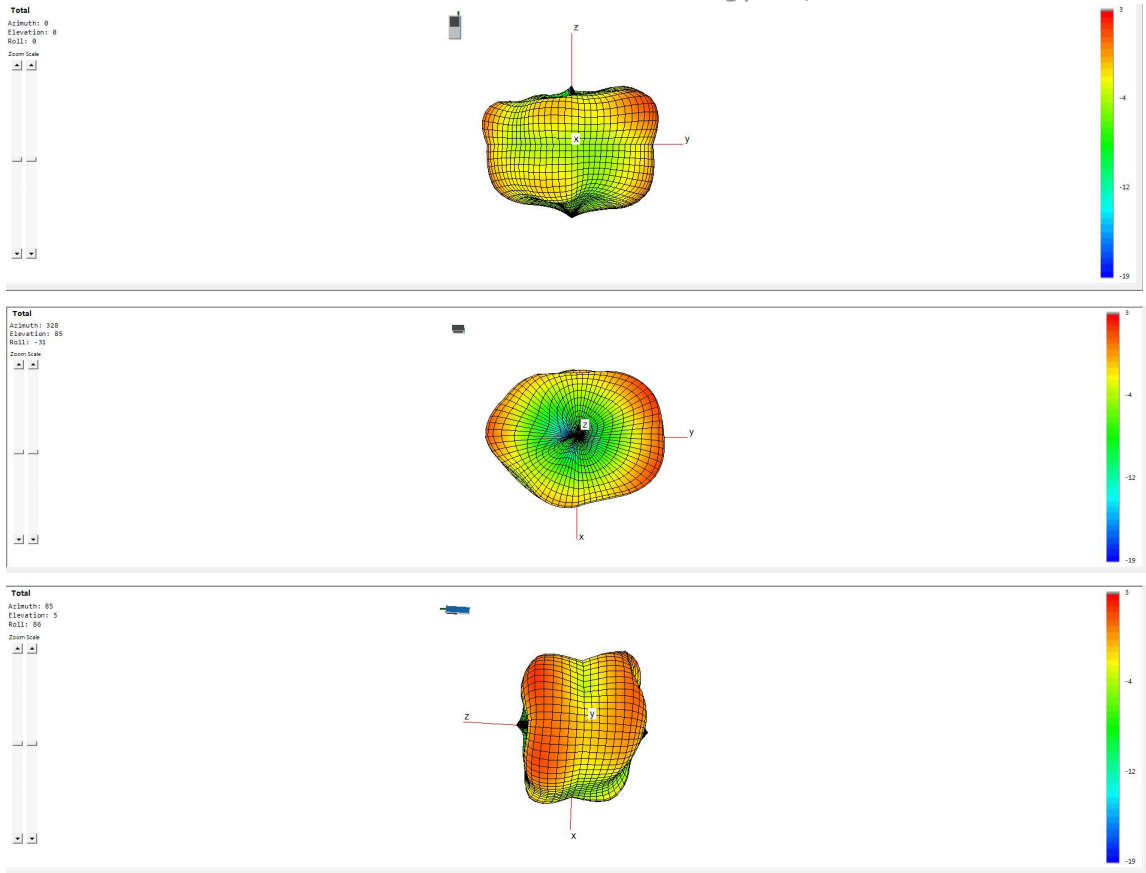 Total
Azimuth: 0
Elevation: 0
Roll: 0
Zoom Scale
z
x
y
3
-4
-12
-19
Total
Azimuth: 328
Elevation: 85
Roll: -31
Zoom Scale
z
y
x
3
-4
-12
-19
Total
Azimuth: 85
Elevation: 5
Roll: 86
Zoom Scale
z
y
x
3
-4
-12
-19